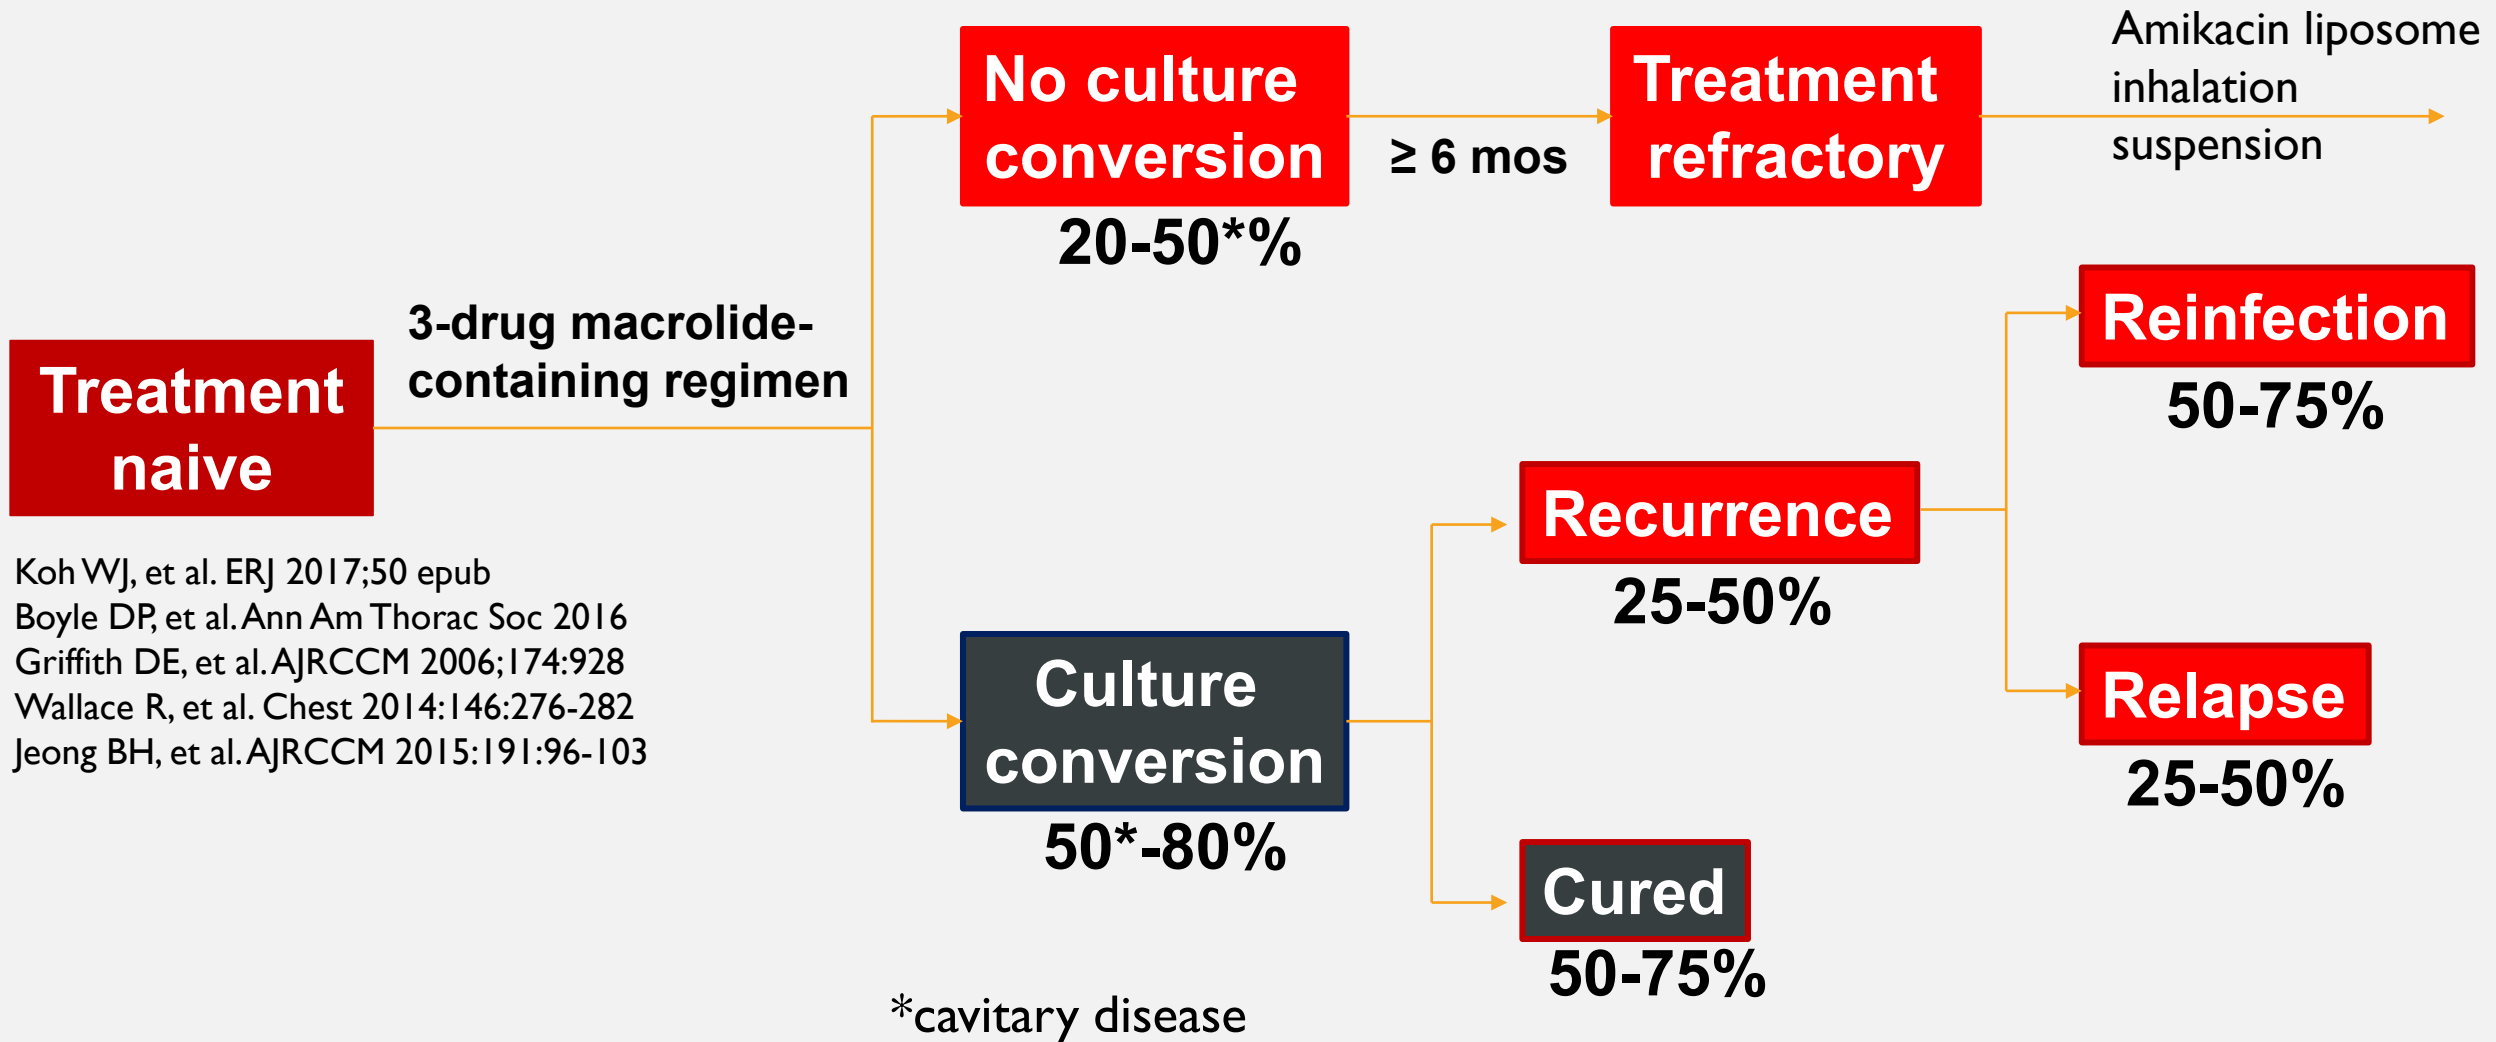 Treatment
naive
3-drug macrolide-
containing regimen
No culture
conversion
20-50*%
≥ 6 mos
Treatment
refractory
Amikacin liposome
inhalation
suspension
Culture
conversion
50*-80%
Recurrence
25-50%
Reinfection
50-75%
Relapse
25-50%
Cured
50-75%
Koh WJ, et al. ERJ 2017;50 epub
Boyle DP, et al. Ann Am Thorac Soc 2016
Griffith DE, et al. AJRCCM 2006;174:928
Wallace R, et al. Chest 2014:146:276-282
Jeong BH, et al. AJRCCM 2015:191:96-103
*cavitary disease